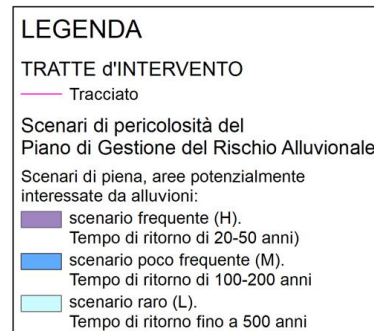 LEGENDA
TRATTE d'INTERVENTO
Tracciato
Scenari di pericolosità del
Piano di Gestione del Rischio Alluvionale
Scenari di piena, aree potenzialmente
interessate da alluvioni:
scenario frequente (H).
Tempo di ritorno di 20-50 anni)
scenario poco frequente (M).
Tempo di ritorno di 100-200 anni
scenario raro (L).
Tempo di ritorno fino a 500 anni